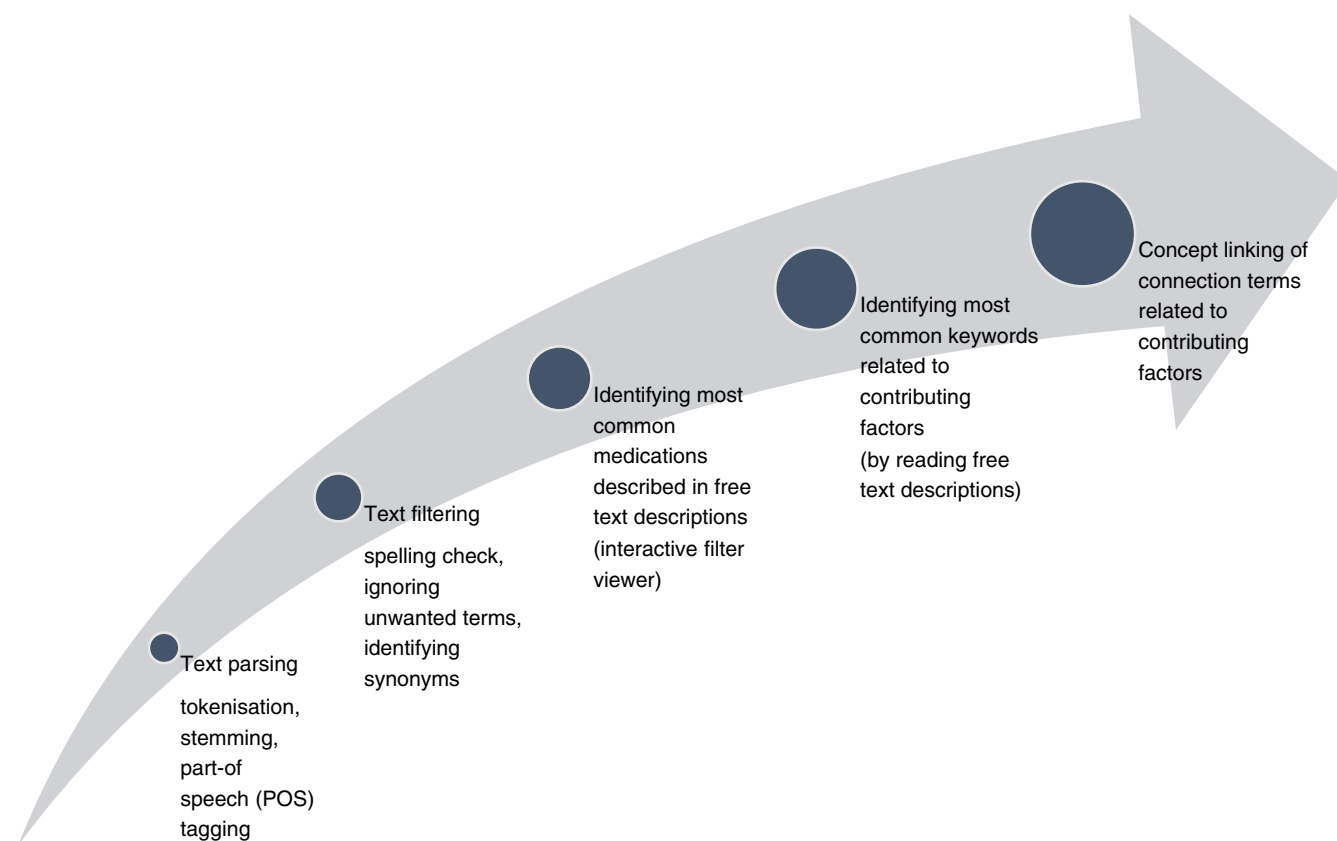 Text parsing
tokenisation,
stemming,
part-of
speech (POS)
tagging
Text filtering
spelling check,
ignoring
unwanted terms,
identifying
synonyms
Identifying most
common
medications
described in free
text descriptions
(interactive filter
viewer)
Identifying most
common keywords
related to
contributing
factors
(by reading free
text descriptions)
Concept linking of
connection terms
related to
contributing
factors